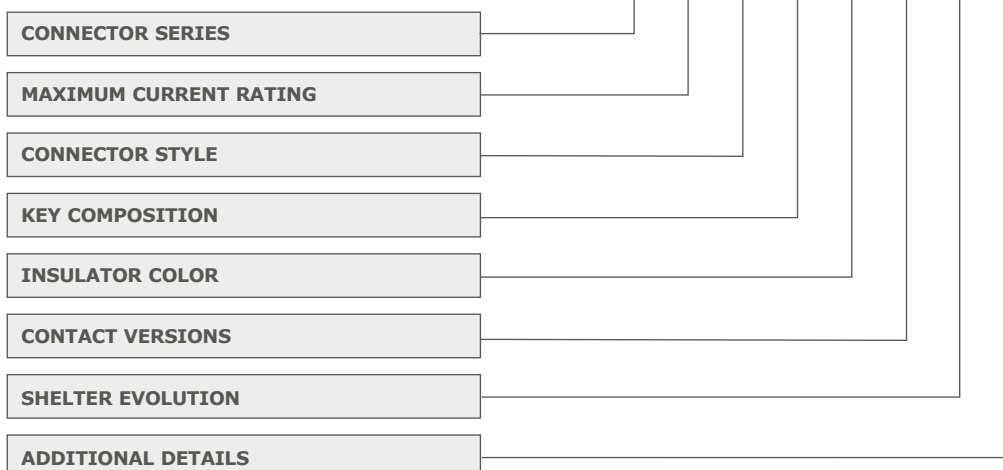 CONNECTOR SERIES
MAXIMUM CURRENT RATING
CONNECTOR STYLE
KEY COMPOSITION
INSULATOR COLOR
CONTACT VERSIONS
SHELTER EVOLUTION
ADDITIONAL DETAILS